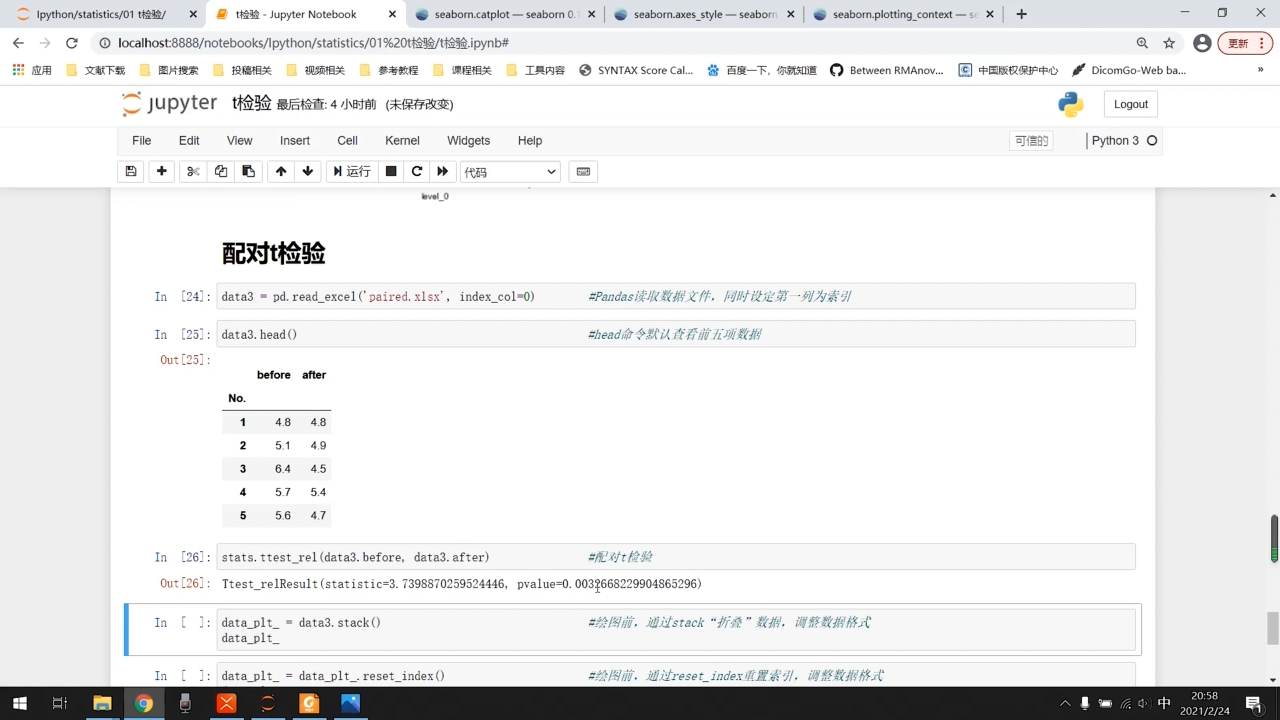 Ipython/statistics/01 t检验/
t检验 - Jupyter Notebook
seaborn.catplot — seaborn 0.1
seaborn.axes_style — seaborn
seaborn.plotting_context — se
localhost:8888/notebooks/Ipython/statistics/01%20t检验/t检验.ipynb#
更新
应用
文献下载
图片搜索
投稿相关
视频相关
参考教程
课程相关
工具内容
SYNTAX Score Cal...
百度一下，你就知道
Between RMAnov...
中国版权保护中心
DicomGo-Web ba...
»
jupyter t检验 最后检查: 4 小时前 (未保存改变)
Logout
File Edit View Insert Cell Kernel Widgets Help
可信的
Python 3
运行
代码
level_0
配对t检验
In [24]: data3 = pd.read_excel('paired.xlsx', index_col=0) #Pandas读取数据文件，同时设定第一列为索引
In [25]: data3.head() #head命令默认查看前五项数据
Out[25]:
before after
No.
1 4.8 4.8
2 5.1 4.9
3 6.4 4.5
4 5.7 5.4
5 5.6 4.7
In [26]: stats.ttest_rel(data3.before, data3.after) #配对t检验
Out[26]: Ttest_relResult(statistic=3.7398870259524446, pvalue=0.0032668229904865296)
In [ ]: data_plt_ = data3.stack() #绘图前，通过stack“折叠”数据，调整数据格式
data_plt_
In [ ]: data_plt_ = data_plt_.reset_index() #绘图前，通过reset_index重置索引，调整数据格式
中
20:58
2021/2/24